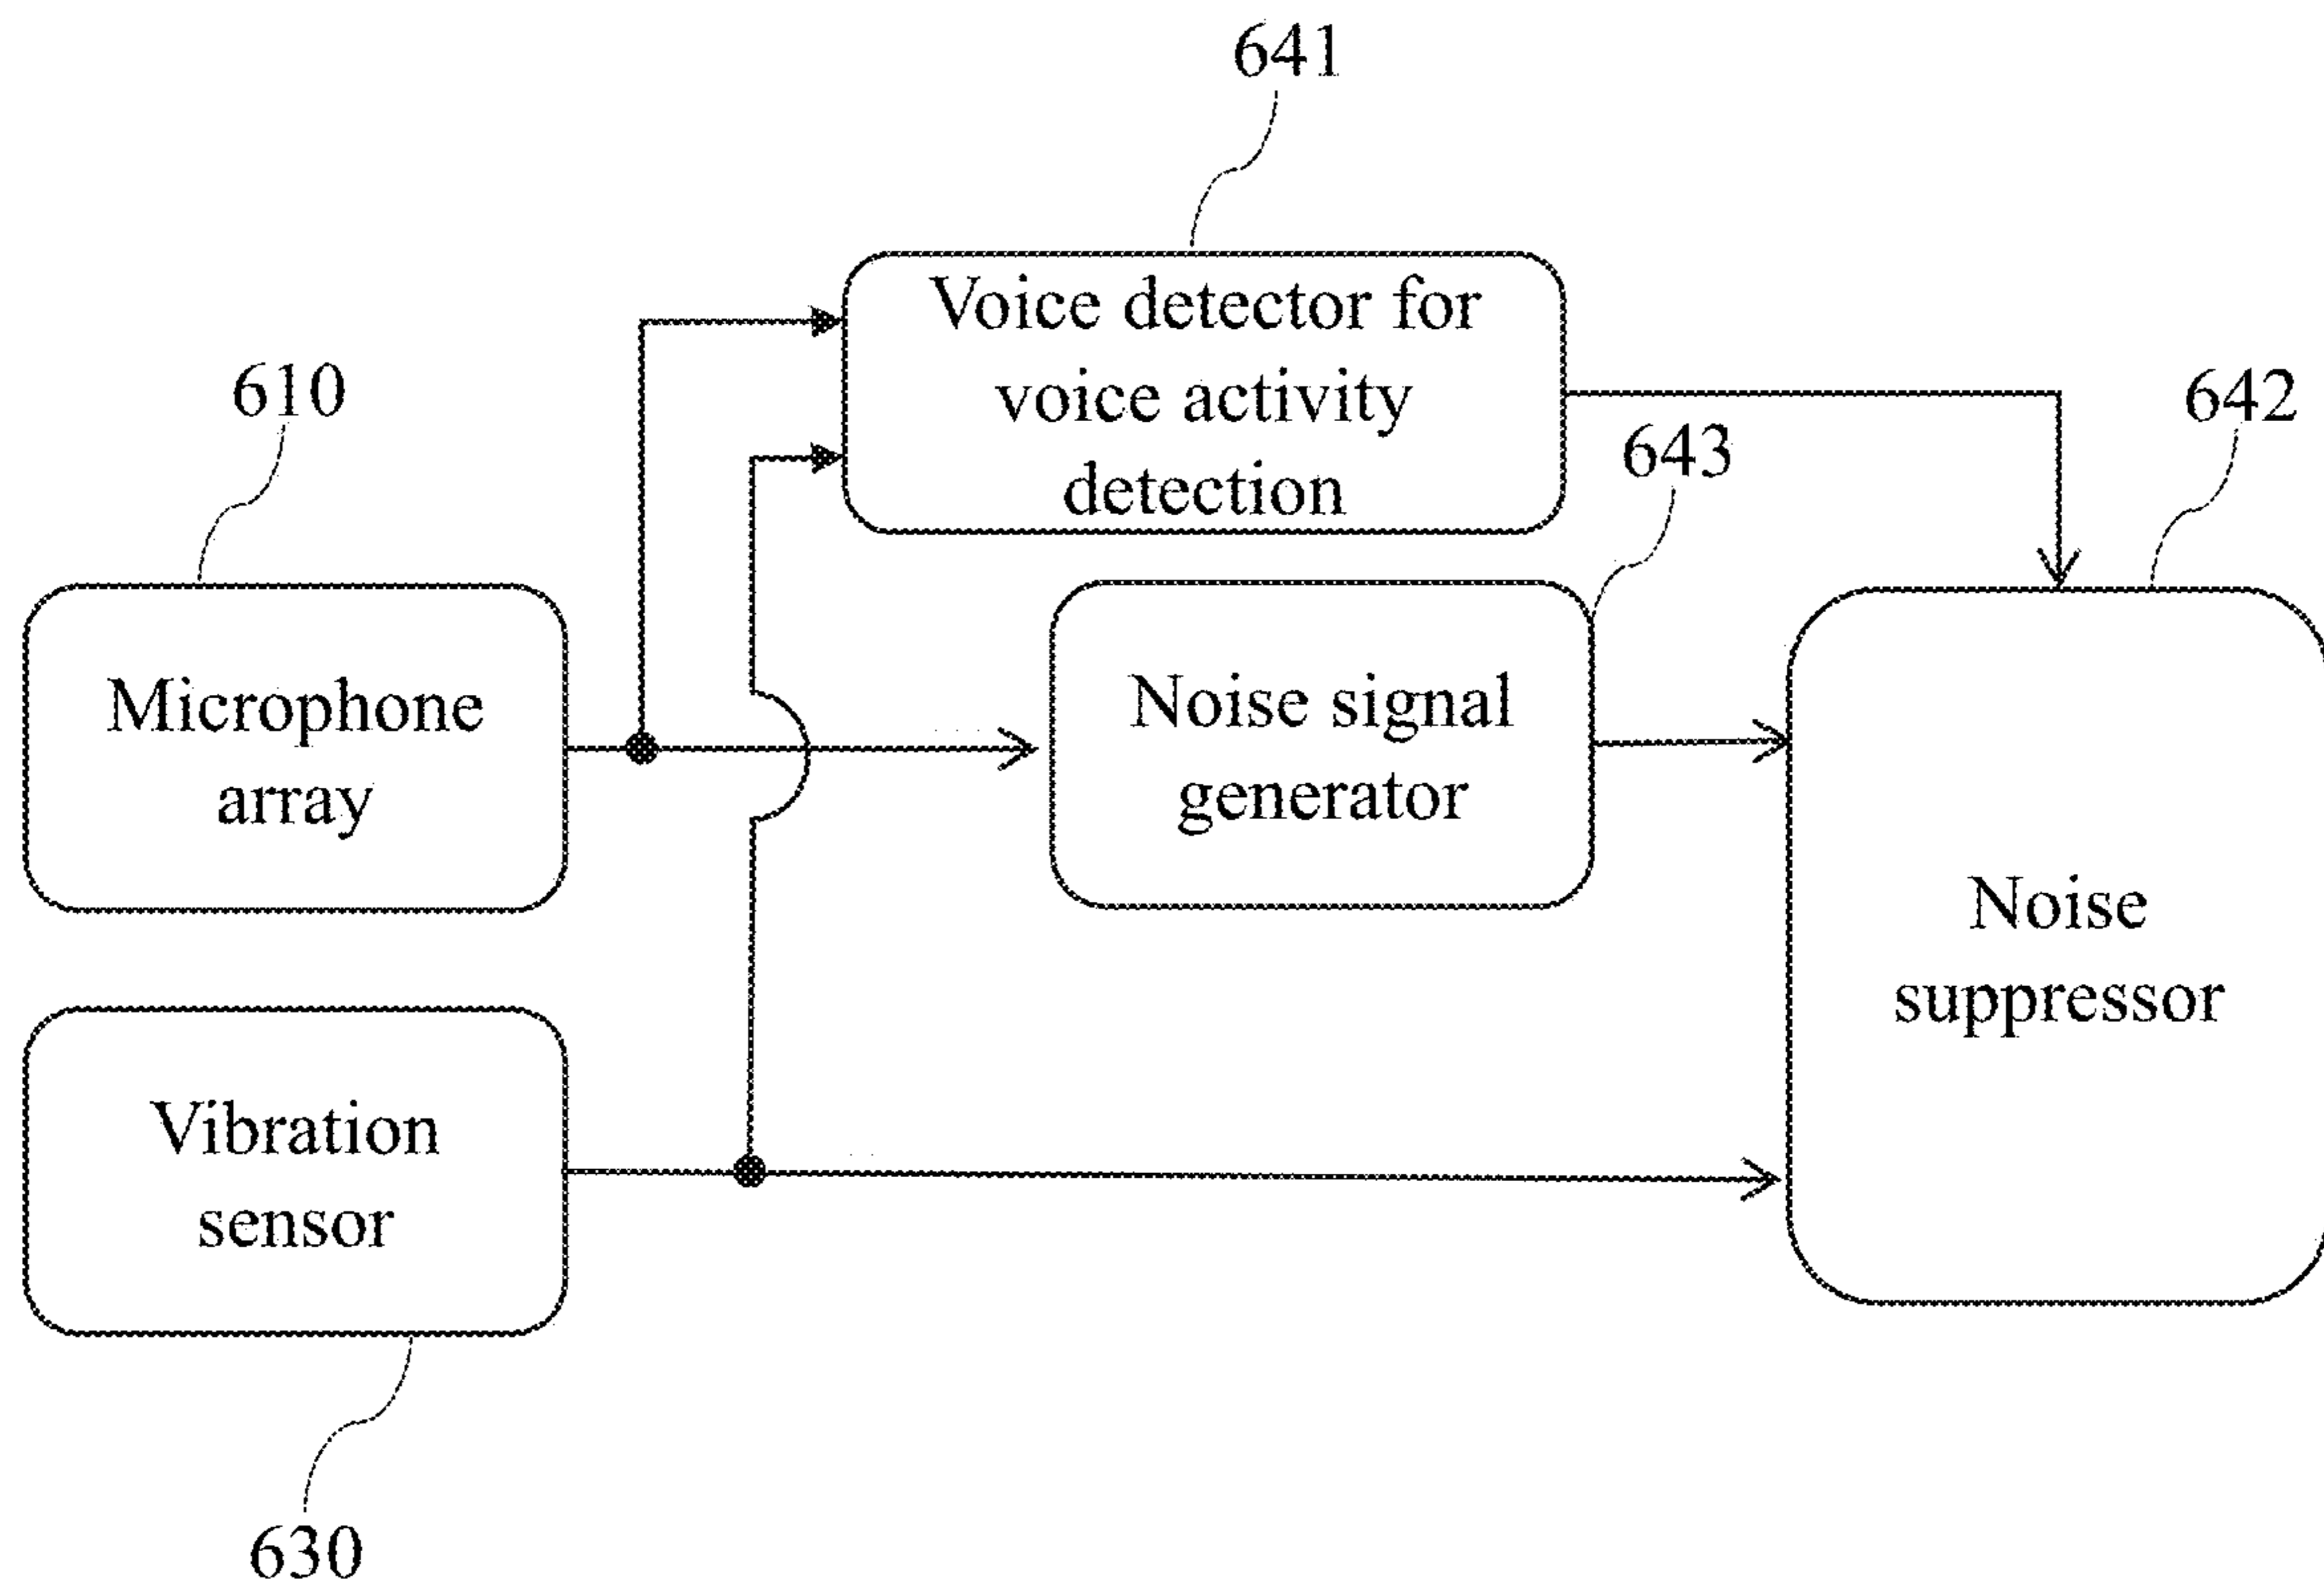 641
Voice detector for
voice activity
detection
610
642
643
Microphone
array
Noise signal
generator
Noise
suppressor
Vibration
sensor
630